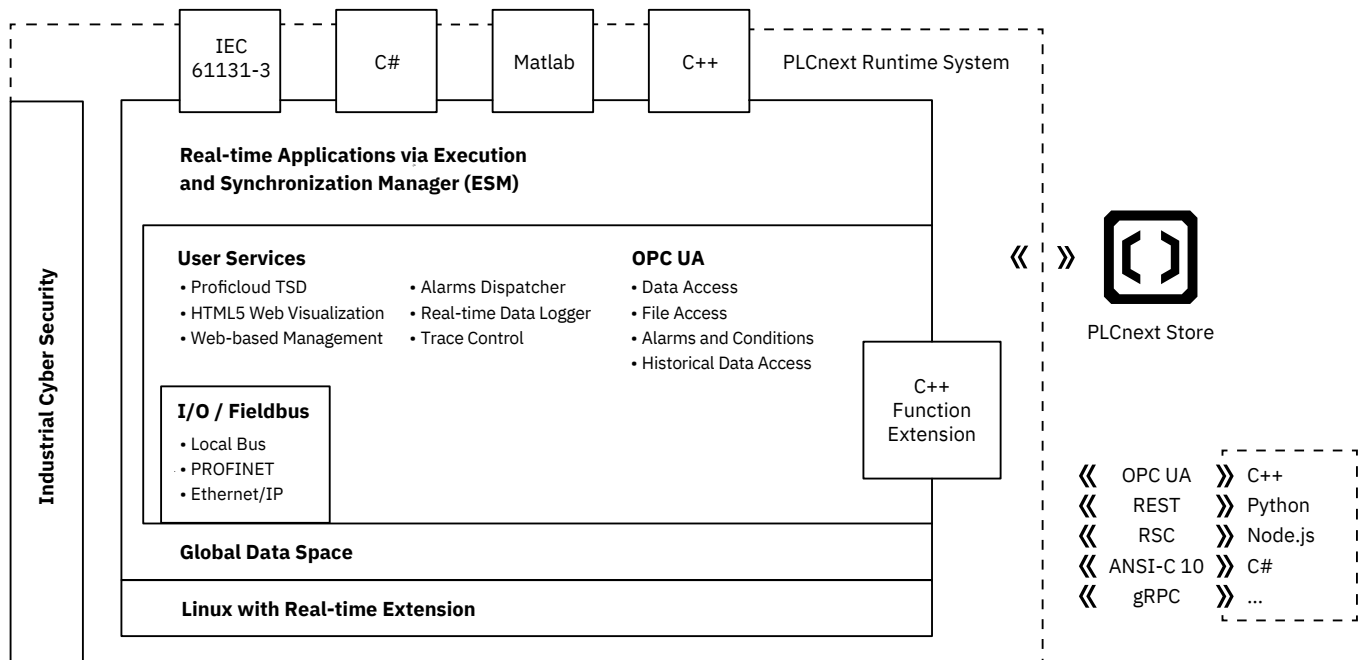 IEC
61131-3
C#
Matlab
C++
PLCnext Runtime System
Industrial Cyber Security
Real-time Applications via Execution
and Synchronization Manager (ESM)
User Services
• Proficloud TSD
• HTML5 Web Visualization
• Web-based Management
• Alarms Dispatcher
• Real-time Data Logger
• Trace Control
OPC UA
• Data Access
• File Access
• Alarms and Conditions
• Historical Data Access
I/O / Fieldbus
• Local Bus
• PROFINET
• Ethernet/IP
C++
Function
Extension
Global Data Space
Linux with Real-time Extension
PLCnext Store
OPC UA C++
REST Python
RSC Node.js
ANSI-C 10 C#
gRPC ...